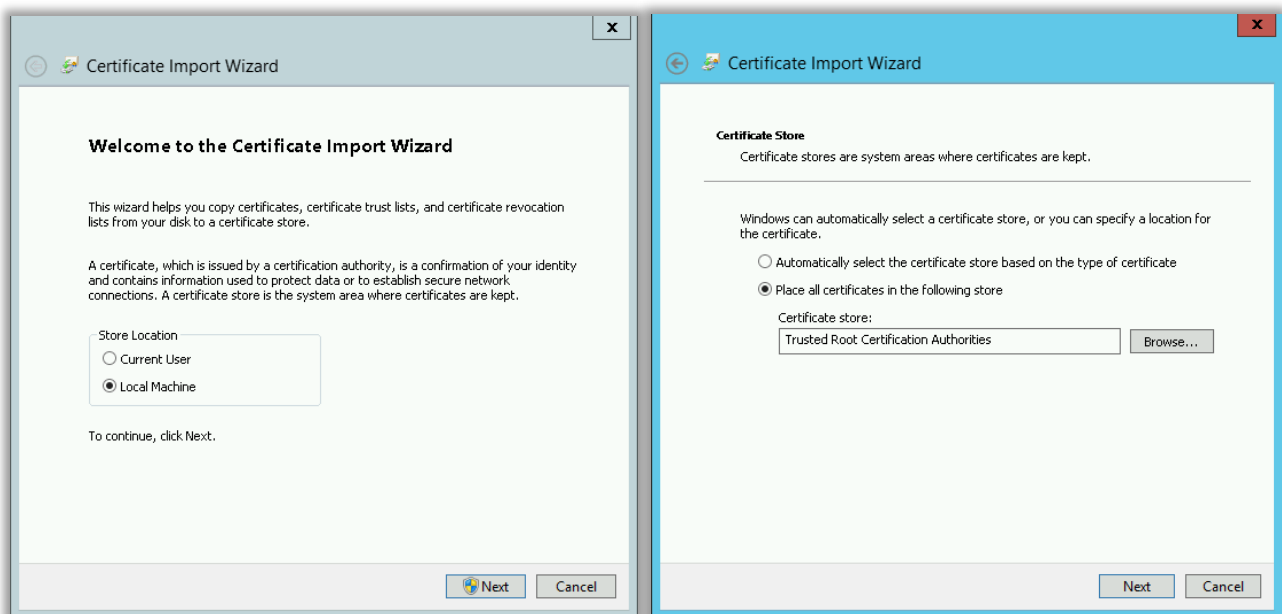 x
Certificate Import Wizard
Welcome to the Certificate Import Wizard
This wizard helps you copy certificates, certificate trust lists, and certificate revocation
lists from your disk to a certificate store.
A certificate, which is issued by a certification authority, is a confirmation of your identity
and contains information used to protect data or to establish secure network
connections. A certificate store is the system area where certificates are kept.
Store Location
Current User
Local Machine
To continue, click Next.
Next
Cancel
x
Certificate Import Wizard
Certificate Store
Certificate stores are system areas where certificates are kept.
Windows can automatically select a certificate store, or you can specify a location for
the certificate.
Automatically select the certificate store based on the type of certificate
Place all certificates in the following store
Certificate store:
Trusted Root Certification Authorities
Browse...
Next
Cancel